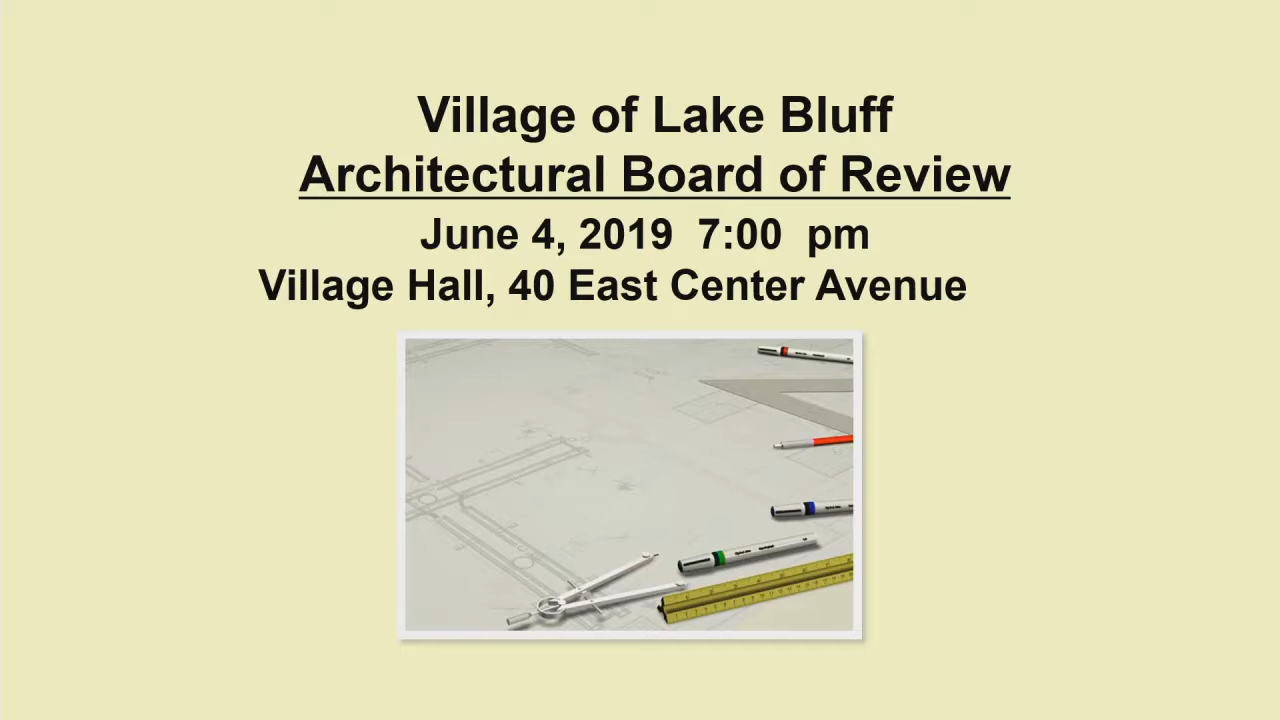 Village of Lake Bluff
Architectural Board of Review
June 4, 2019  7:00  pm
Village Hall, 40 East Center Avenue